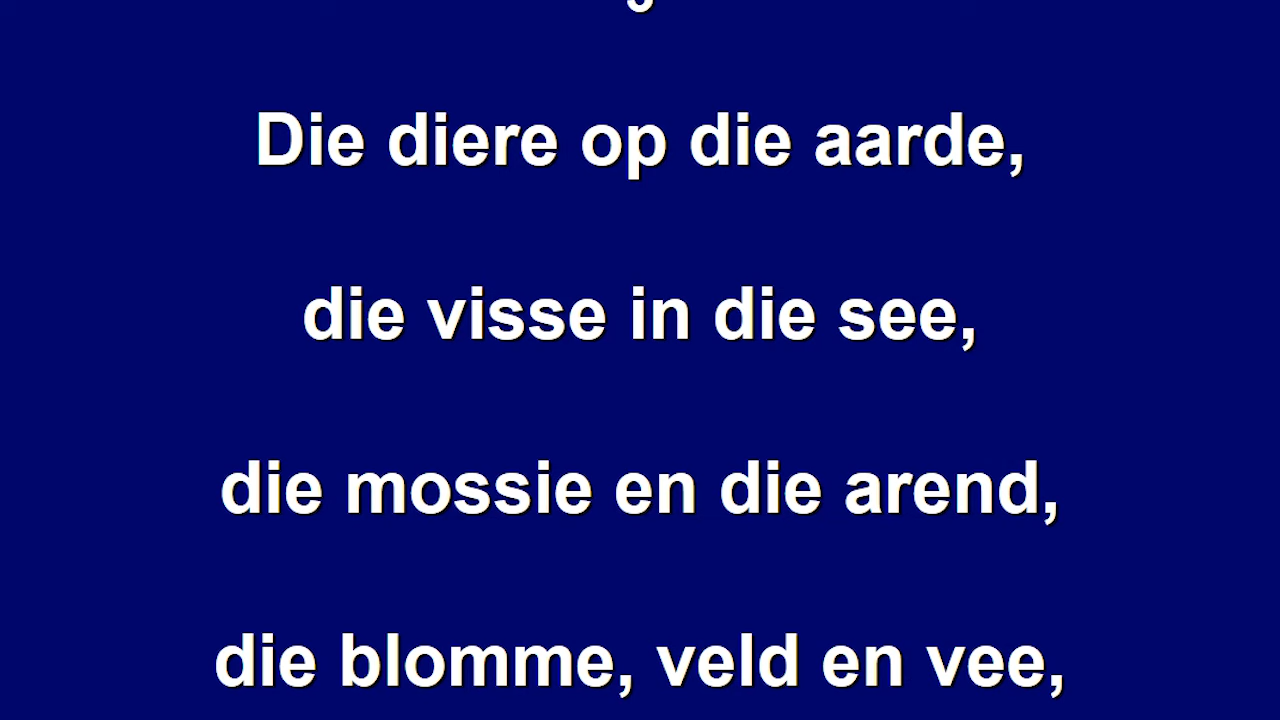 Die diere op die aarde,
die visse in die see,
die mossie en die arend,
die blomme, veld en vee,